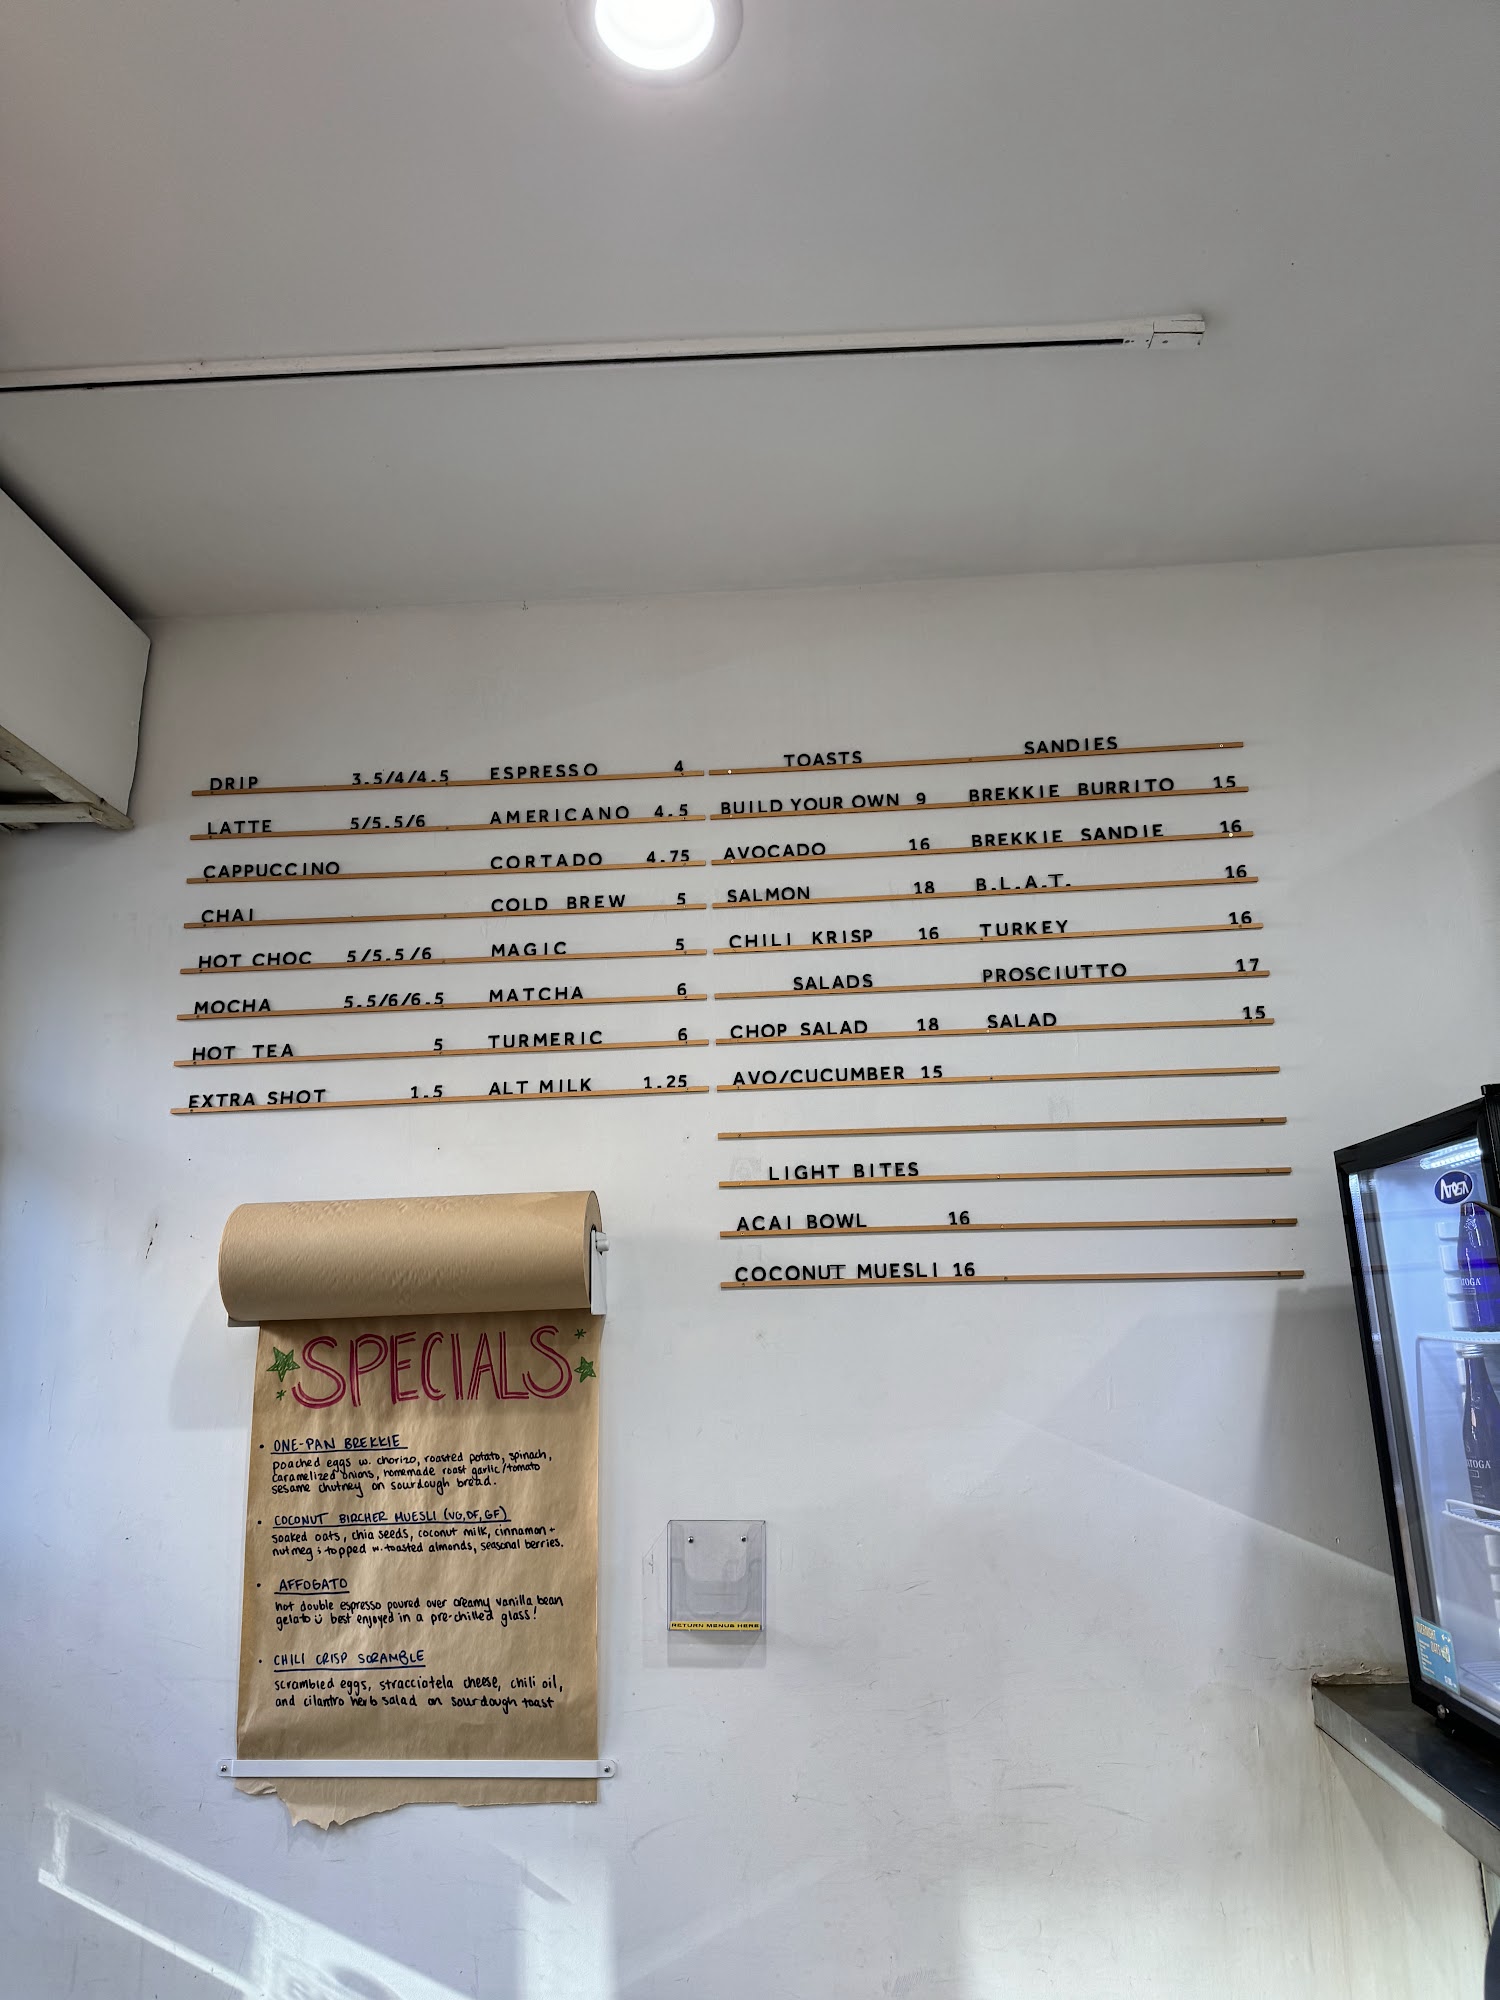 DRIP 3.5/4/4.5
LATTE 5/5.5/6
CAPPUCCINO
CHAI
HOT CHOC 5/5.5/6
MOCHA 5.5/6/6.5
HOT TEA 5
EXTRA SHOT 1.5
ESPRESSO 4
AMERICANO 4.5
CORTADO 4.75
COLD BREW 5
MAGIC 5
MATCHA 6
TURMERIC 6
ALT MILK 1.25
TOASTS
BUILD YOUR OWN 9
AVOCADO 16
SALMON 18
CHILI KRISP 16
SALADS
CHOP SALAD 18
AVO/CUCUMBER 15
LIGHT BITES
ACAI BOWL 16
COCONUT MUESLI 16
SANDIES
BREKKIE BURRITO 15
BREKKIE SANDIE 16
B.L.A.T. 16
TURKEY 16
PROSCIUTTO 17
SALAD 15
SPECIALS
• ONE-PAN BREKKIE
poached eggs w. chorizo, roasted potato, spinach,
caramelized onions, homemade roast garlic/tomato
sesame chutney on sourdough bread.
• COCONUT BIRCHER MUESLI (VG, DF, GF)
soaked oats, chia seeds, coconut milk, cinnamon +
nutmeg ; topped w. toasted almonds, seasonal berries.
• AFFOGATO
hot double espresso poured over creamy vanilla bean
gelato ü best enjoyed in a pre-chilled glass!
• CHILI CRISP SCRAMBLE
scrambled eggs, stracciatela cheese, chili oil,
and cilantro herb salad on sourdough toast
RETURN MENUS HERE
TOGA
TOGA
OVERNIGHT
OATS